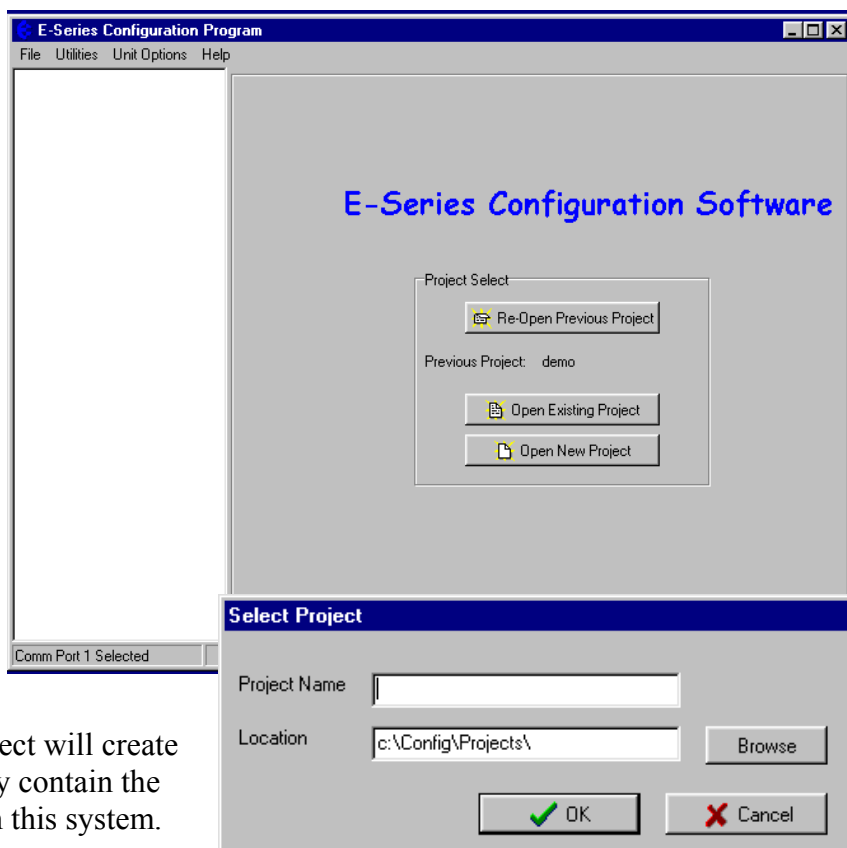 E-Series Configuration Program
File Utilities Unit Options Help
E-Series Configuration Software
Project Select
Re-Open Previous Project
Previous Project: demo
Open Existing Project
Open New Project
Comm Port 1 Selected
Select Project
Project Name
Location c:\Config\Projects\ Browse
OK Cancel
ect will create
y contain the
this system.